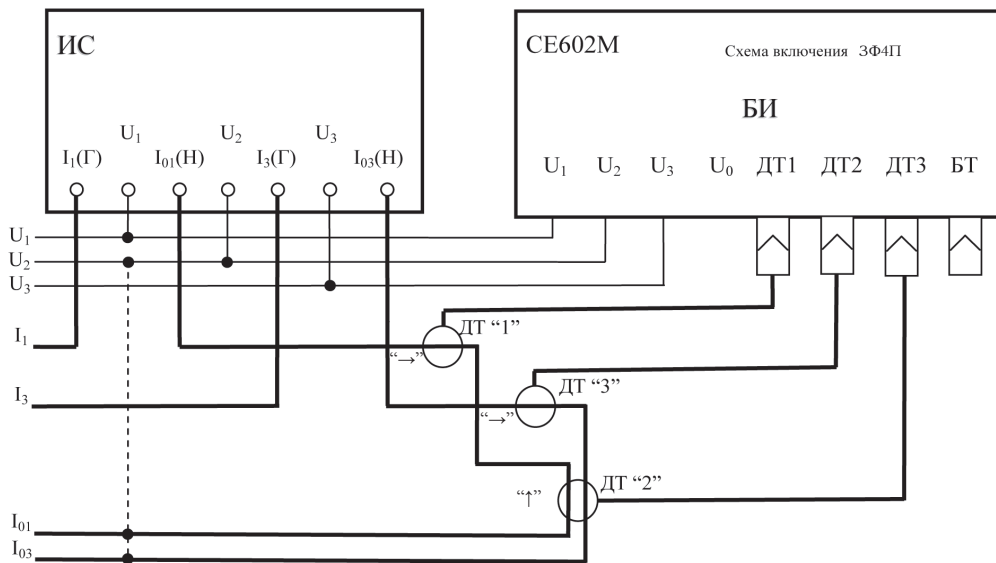 ИС
U₁ U₂ U₃
I₁(Г) I₀₁(Н) I₃(Г) I₀₃(Н)
СЕ602М
Схема включения 3Ф4П
БИ
U₁ U₂ U₃ U₀ ДТ1 ДТ2 ДТ3 БТ
U₁
U₂
U₃
I₁
ДТ “1”
“→”
ДТ “3”
I₃
“→”
ДТ “2”
“↑”
I₀₁
I₀₃